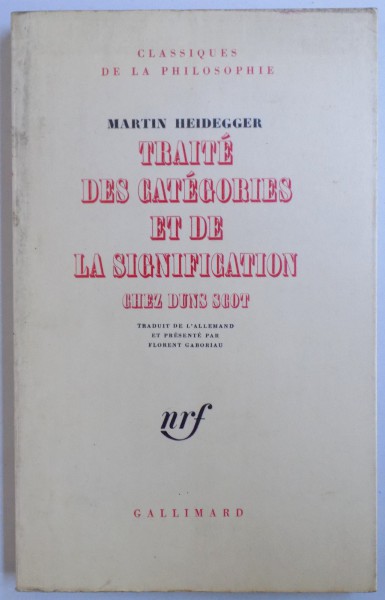 CLASSIQUES
DE LA PHILOSOPHIE
MARTIN HEIDEGGER
TRAITÉ
DES CATÉGORIES
ET DE
LA SIGNIFICATION
CHEZ DUNS SCOT
TRADUIT DE L'ALLEMAND
ET PRÉSENTÉ PAR
FLORENT GABORIAU
nrf
GALLIMARD